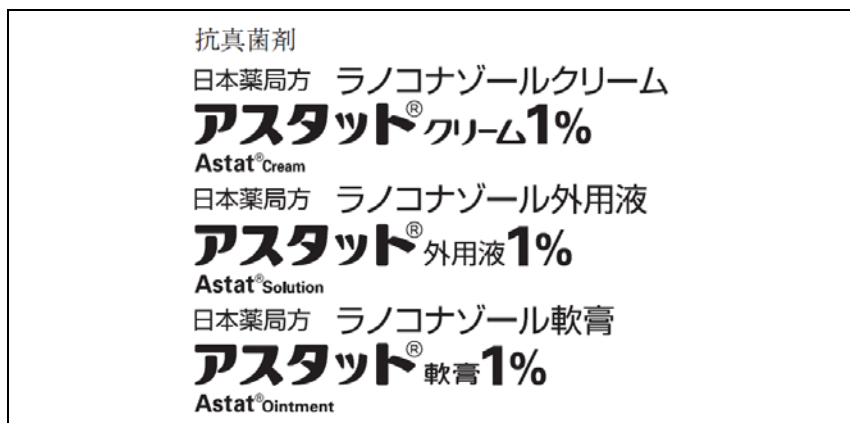 抗真菌剤
日本薬局方 ラノコナゾールクリーム
アスタット®クリーム1%
Astat®Cream
日本薬局方 ラノコナゾール外用液
アスタット®外用液1%
Astat®Solution
日本薬局方 ラノコナゾール軟膏
アスタット®軟膏1%
Astat®Ointment